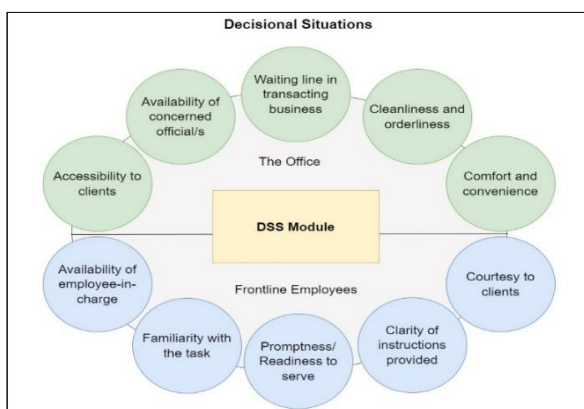 Decisional Situations
Waiting line in
transacting
business
Availability of
concerned
official/s
Cleanliness and
orderliness
Accessibility to
clients
The Office
Comfort and
convenience
DSS Module
Availability of
employee-in-
charge
Frontline Employees
Courtesy to
clients
Familiarity with
the task
Promptness/
Readiness to
serve
Clarity of
instructions
provided